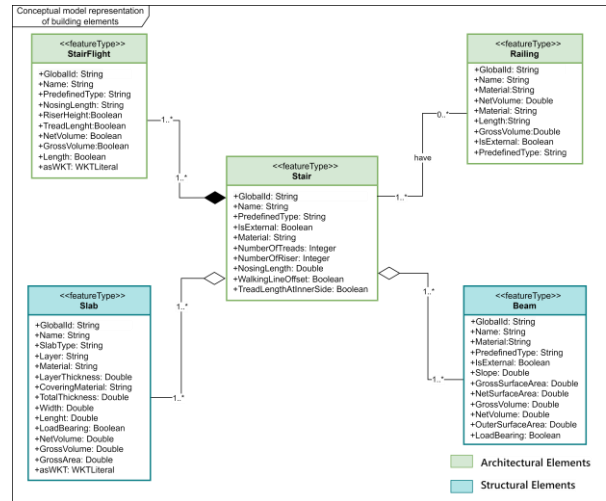 Conceptual model representation
of building elements
<<featureType>>
StairFlight
+GlobalId: String
+Name: String
+PredefinedType: String
+NosingLength: String
+RiserHeight:Boolean
+TreadLenght:Boolean
+NetVolume: Boolean
+GrossVolume:Boolean
+Length: Boolean
+asWKT: WKTLiteral
<<featureType>>
Railing
+GlobalId: String
+Name: String
+Material:String
+NetVolume: Double
+Material: String
+Length:String
+GrossVolume:Double
+IsExternal: Boolean
+PredefinedType: String
1..*
0..*
have
1..*
1..*
<<featureType>>
Stair
+GlobalId: String
+Name: String
+PredefinedType: String
+IsExternal: Boolean
+Material: String
+NumberOfTreads: Integer
+NumberOfRiser: Integer
+NosingLength: Double
+WalkingLineOffset: Boolean
+TreadLengthAtInnerSide: Boolean
1..*
1..*
1..*
1..*
<<featureType>>
Slab
+GlobalId: String
+Name: String
+SlabType: String
+Layer: String
+Material: String
+LayerThickness: Double
+CoveringMaterial: String
+TotalThickness: Double
+Width: Double
+Lenght: Double
+LoadBearing: Boolean
+NetVolume: Double
+GrossVolume: Double
+GrossArea: Double
+asWKT: WKTLiteral
<<featureType>>
Beam
+GlobalId: String
+Name: String
+Material:String
+PredefinedType: String
+IsExternal: Boolean
+Slope: Double
+GrossSurfaceArea: Double
+NetSurfaceArea: Double
+GrossVolume: Double
+NetVolume: Double
+OuterSurfaceArea: Double
+LoadBearing: Boolean
Architectural Elements
Structural Elements